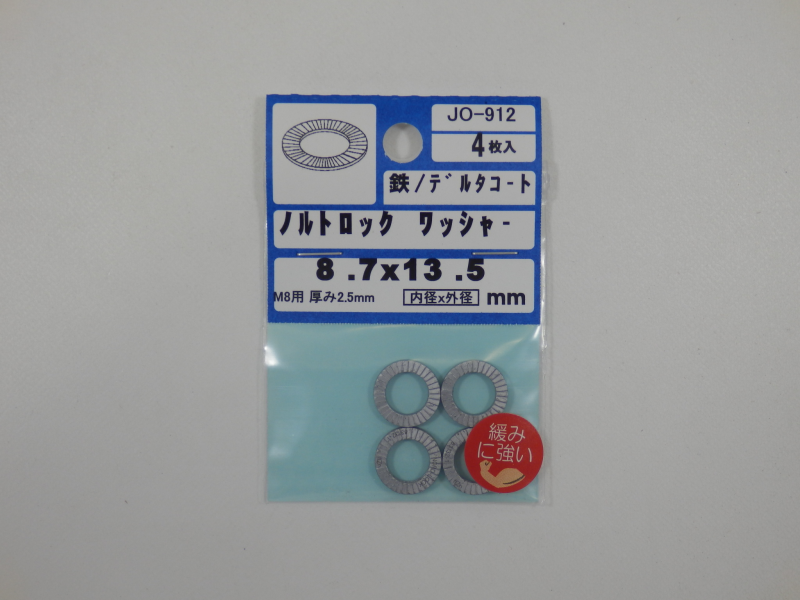 JO-912
4枚入
鉄/デルタコート
ノルトロック ワッシャー
8.7x13.5
M8用 厚み2.5mm 内径x外径 mm
緩み
に強い